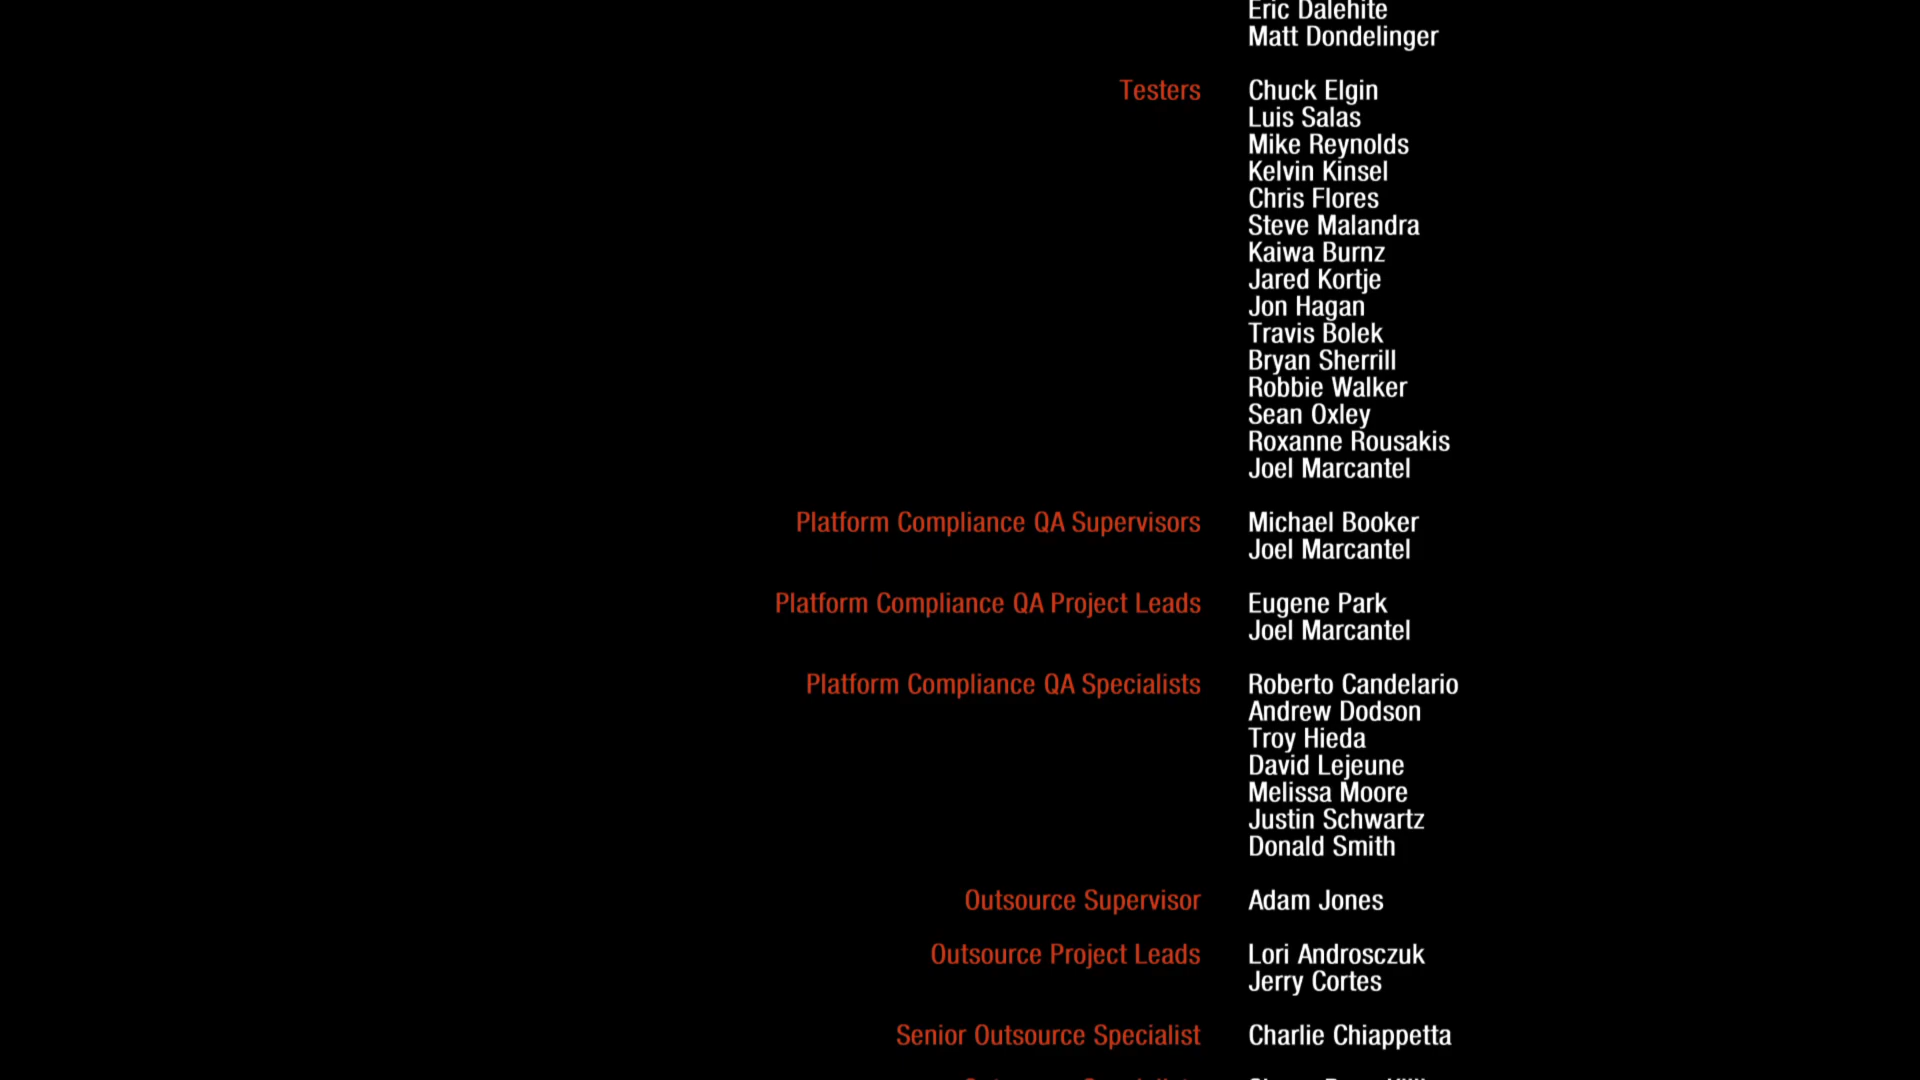 Eric Dalehite
Matt Dondelinger
Testers Chuck Elgin
Luis Salas
Mike Reynolds
Kelvin Kinsel
Chris Flores
Steve Malandra
Kaiwa Burnz
Jared Kortje
Jon Hagan
Travis Bolek
Bryan Sherrill
Robbie Walker
Sean Oxley
Roxanne Rousakis
Joel Marcantel
Platform Compliance QA Supervisors Michael Booker
Joel Marcantel
Platform Compliance QA Project Leads Eugene Park
Joel Marcantel
Platform Compliance QA Specialists Roberto Candelario
Andrew Dodson
Troy Hieda
David Lejeune
Melissa Moore
Justin Schwartz
Donald Smith
Outsource Supervisor Adam Jones
Outsource Project Leads Lori Androsczuk
Jerry Cortes
Senior Outsource Specialist Charlie Chiappetta